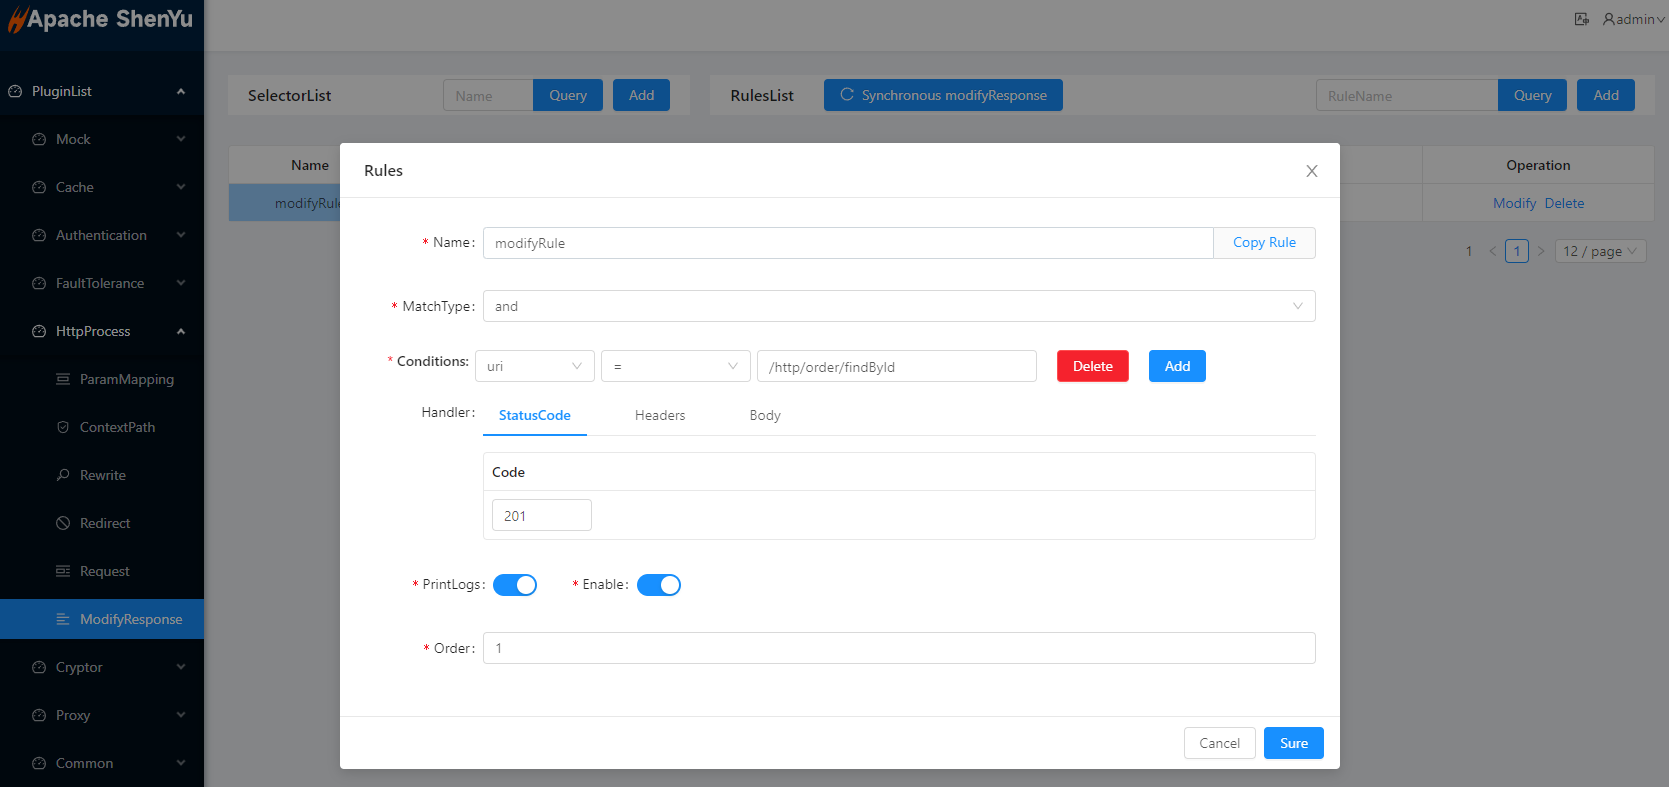 Apache ShenYu
admin
PluginList
Mock
Cache
Authentication
FaultTolerance
HttpProcess
ParamMapping
ContextPath
Rewrite
Redirect
Request
ModifyResponse
Cryptor
Proxy
Common
SelectorList Name Query Add
RulesList Synchronous modifyResponse RuleName Query Add
Name
modifyRule
Operation
Modify Delete
1 < 1 > 12 / page
Rules
* Name: modifyRule Copy Rule
* MatchType: and
* Conditions: uri = /http/order/findById Delete Add
Handler: StatusCode Headers Body
Code
201
* PrintLogs: * Enable:
* Order: 1
Cancel Sure